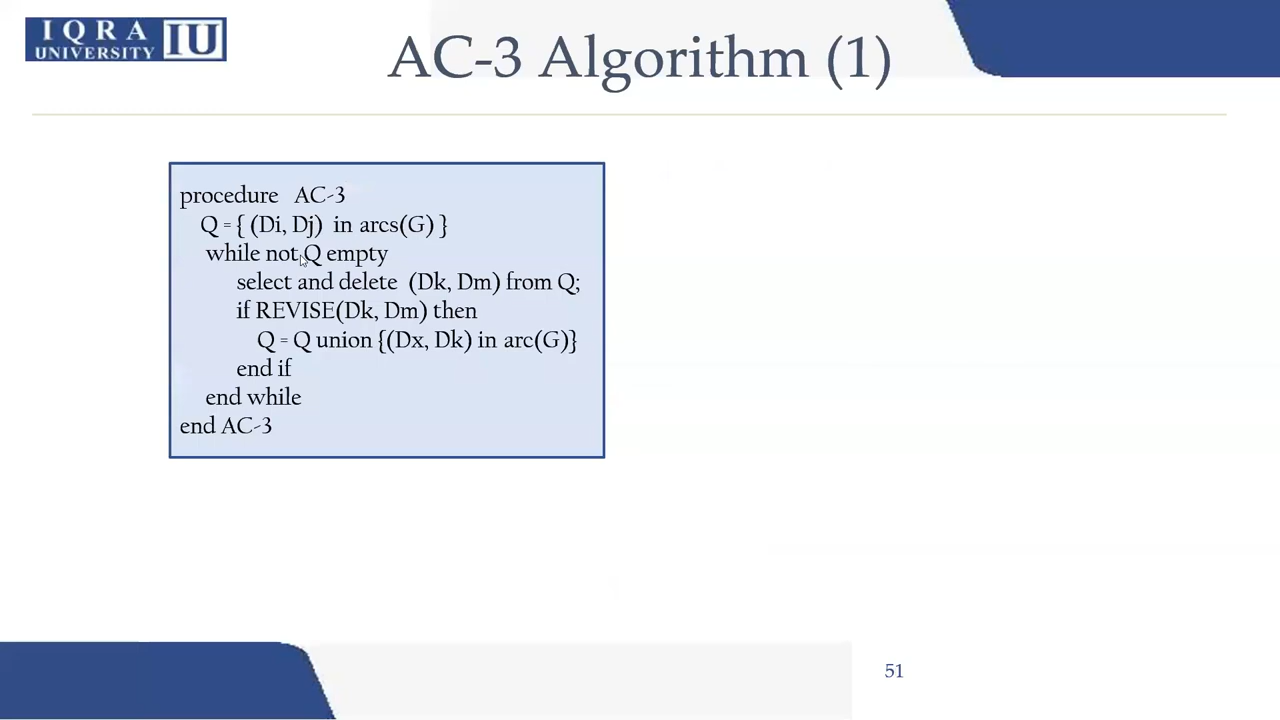 IQRA
UNIVERSITY IU
AC-3 Algorithm (1)
procedure AC-3
Q = { (Di, Dj) in arcs(G) }
while not Q empty
select and delete (Dk, Dm) from Q;
if REVISE(Dk, Dm) then
Q = Q union {(Dx, Dk) in arc(G)}
end if
end while
end AC-3
51